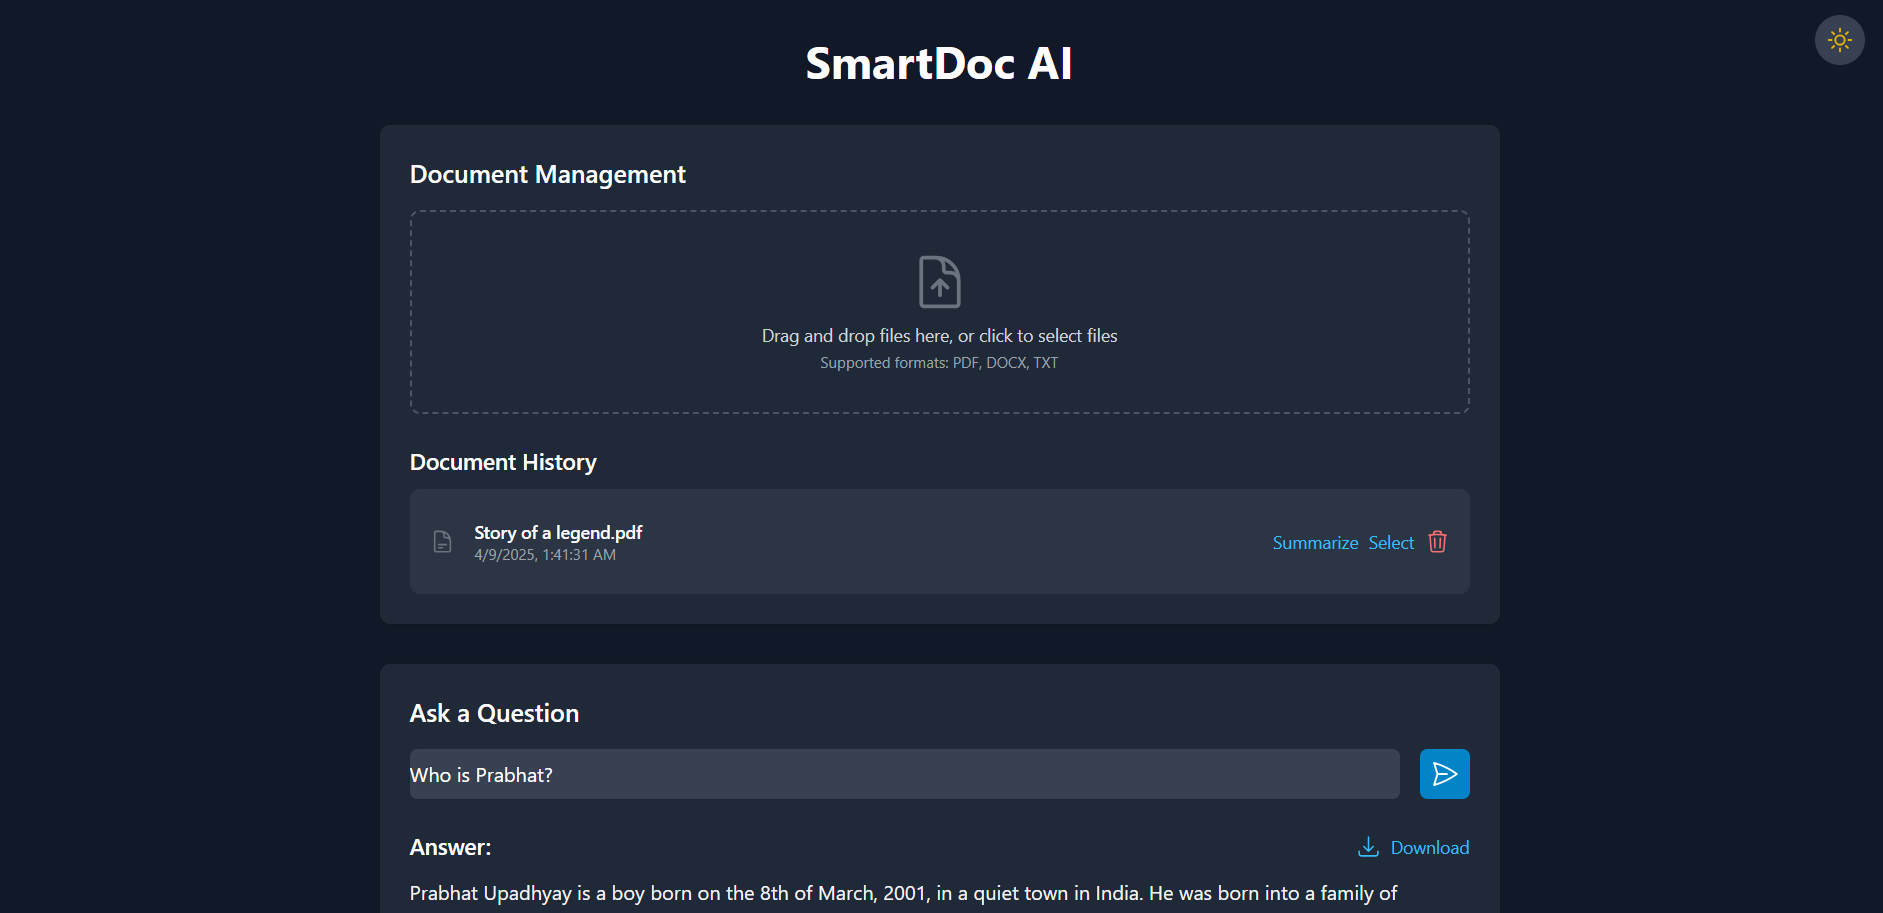 SmartDoc AI
Document Management
Drag and drop files here, or click to select files
Supported formats: PDF, DOCX, TXT
Document History
Story of a legend.pdf
4/9/2025, 1:41:31 AM
Summarize Select
Ask a Question
Who is Prabhat?
Answer:
Download
Prabhat Upadhyay is a boy born on the 8th of March, 2001, in a quiet town in India. He was born into a family of